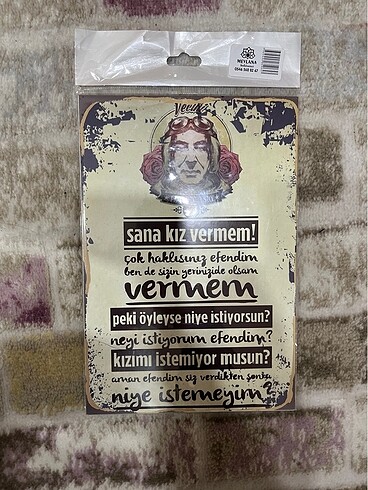 MEYLANA
Vecihi
sana kız vermem!
çok haklısınız efendim
ben de sizin yerinizde olsam
vermem
peki öyleyse niye istiyorsun?
neyi istiyorum efendim?
kızımı istemiyor musun?
aman efendim siz verdikten sonra
niye istemeyim?